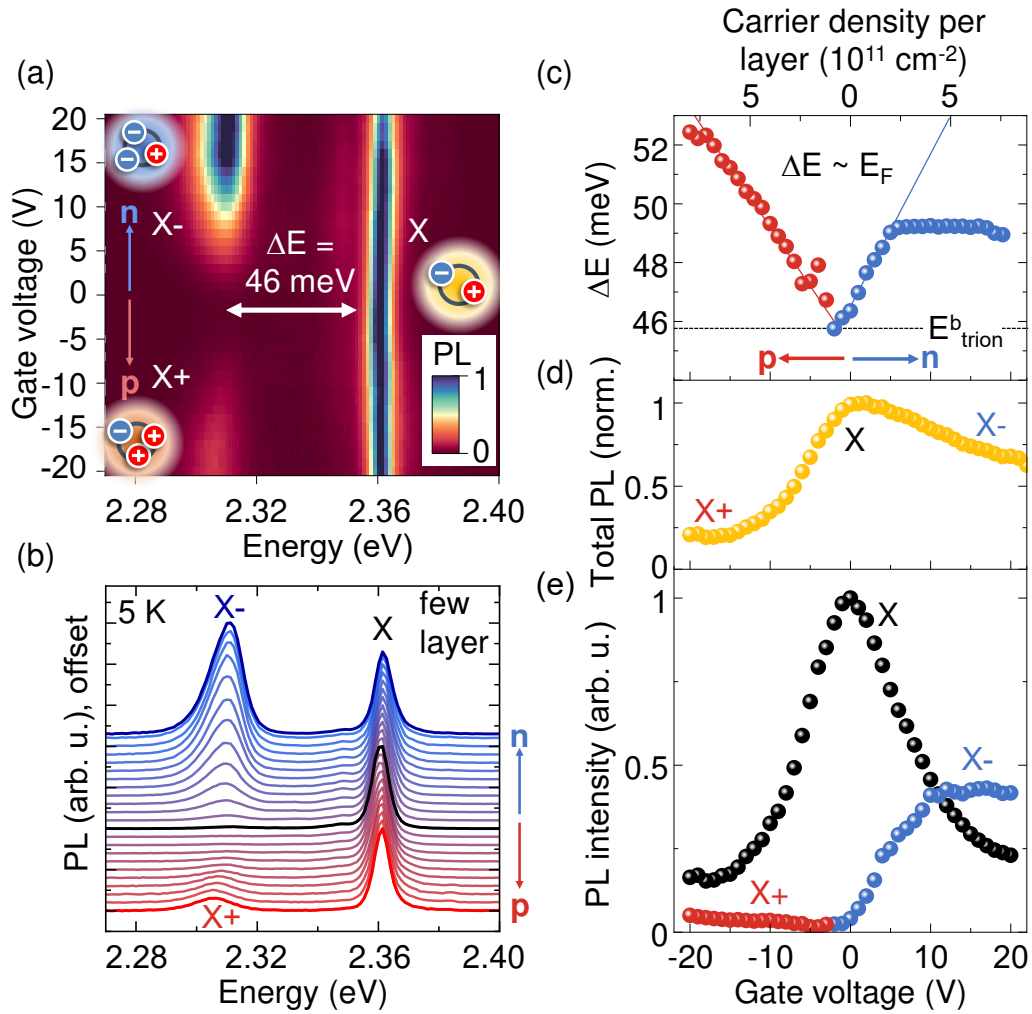 (a)
Gate voltage (V)
20
15
10
5
0
-5
-10
-15
-20
n
X-
p
X+
ΔE =
46 meV
X
PL
1
0
2.28
2.32
2.36
2.40
Energy (eV)
(b)
PL (arb. u.), offset
5 K
X-
X
few
layer
n
p
X+
2.28
2.32
2.36
2.40
Energy (eV)
Carrier density per
layer (10¹¹ cm⁻²)
(c)
5 0 5
ΔE (meV)
52
49
46
ΔE ~ E_F
E^b_trion
p
n
(d)
Total PL (norm.)
1
0.5
0
X+
X
X-
(e)
PL intensity (arb. u.)
1
0.5
0
X
X-
X+
-20 -10 0 10 20
Gate voltage (V)